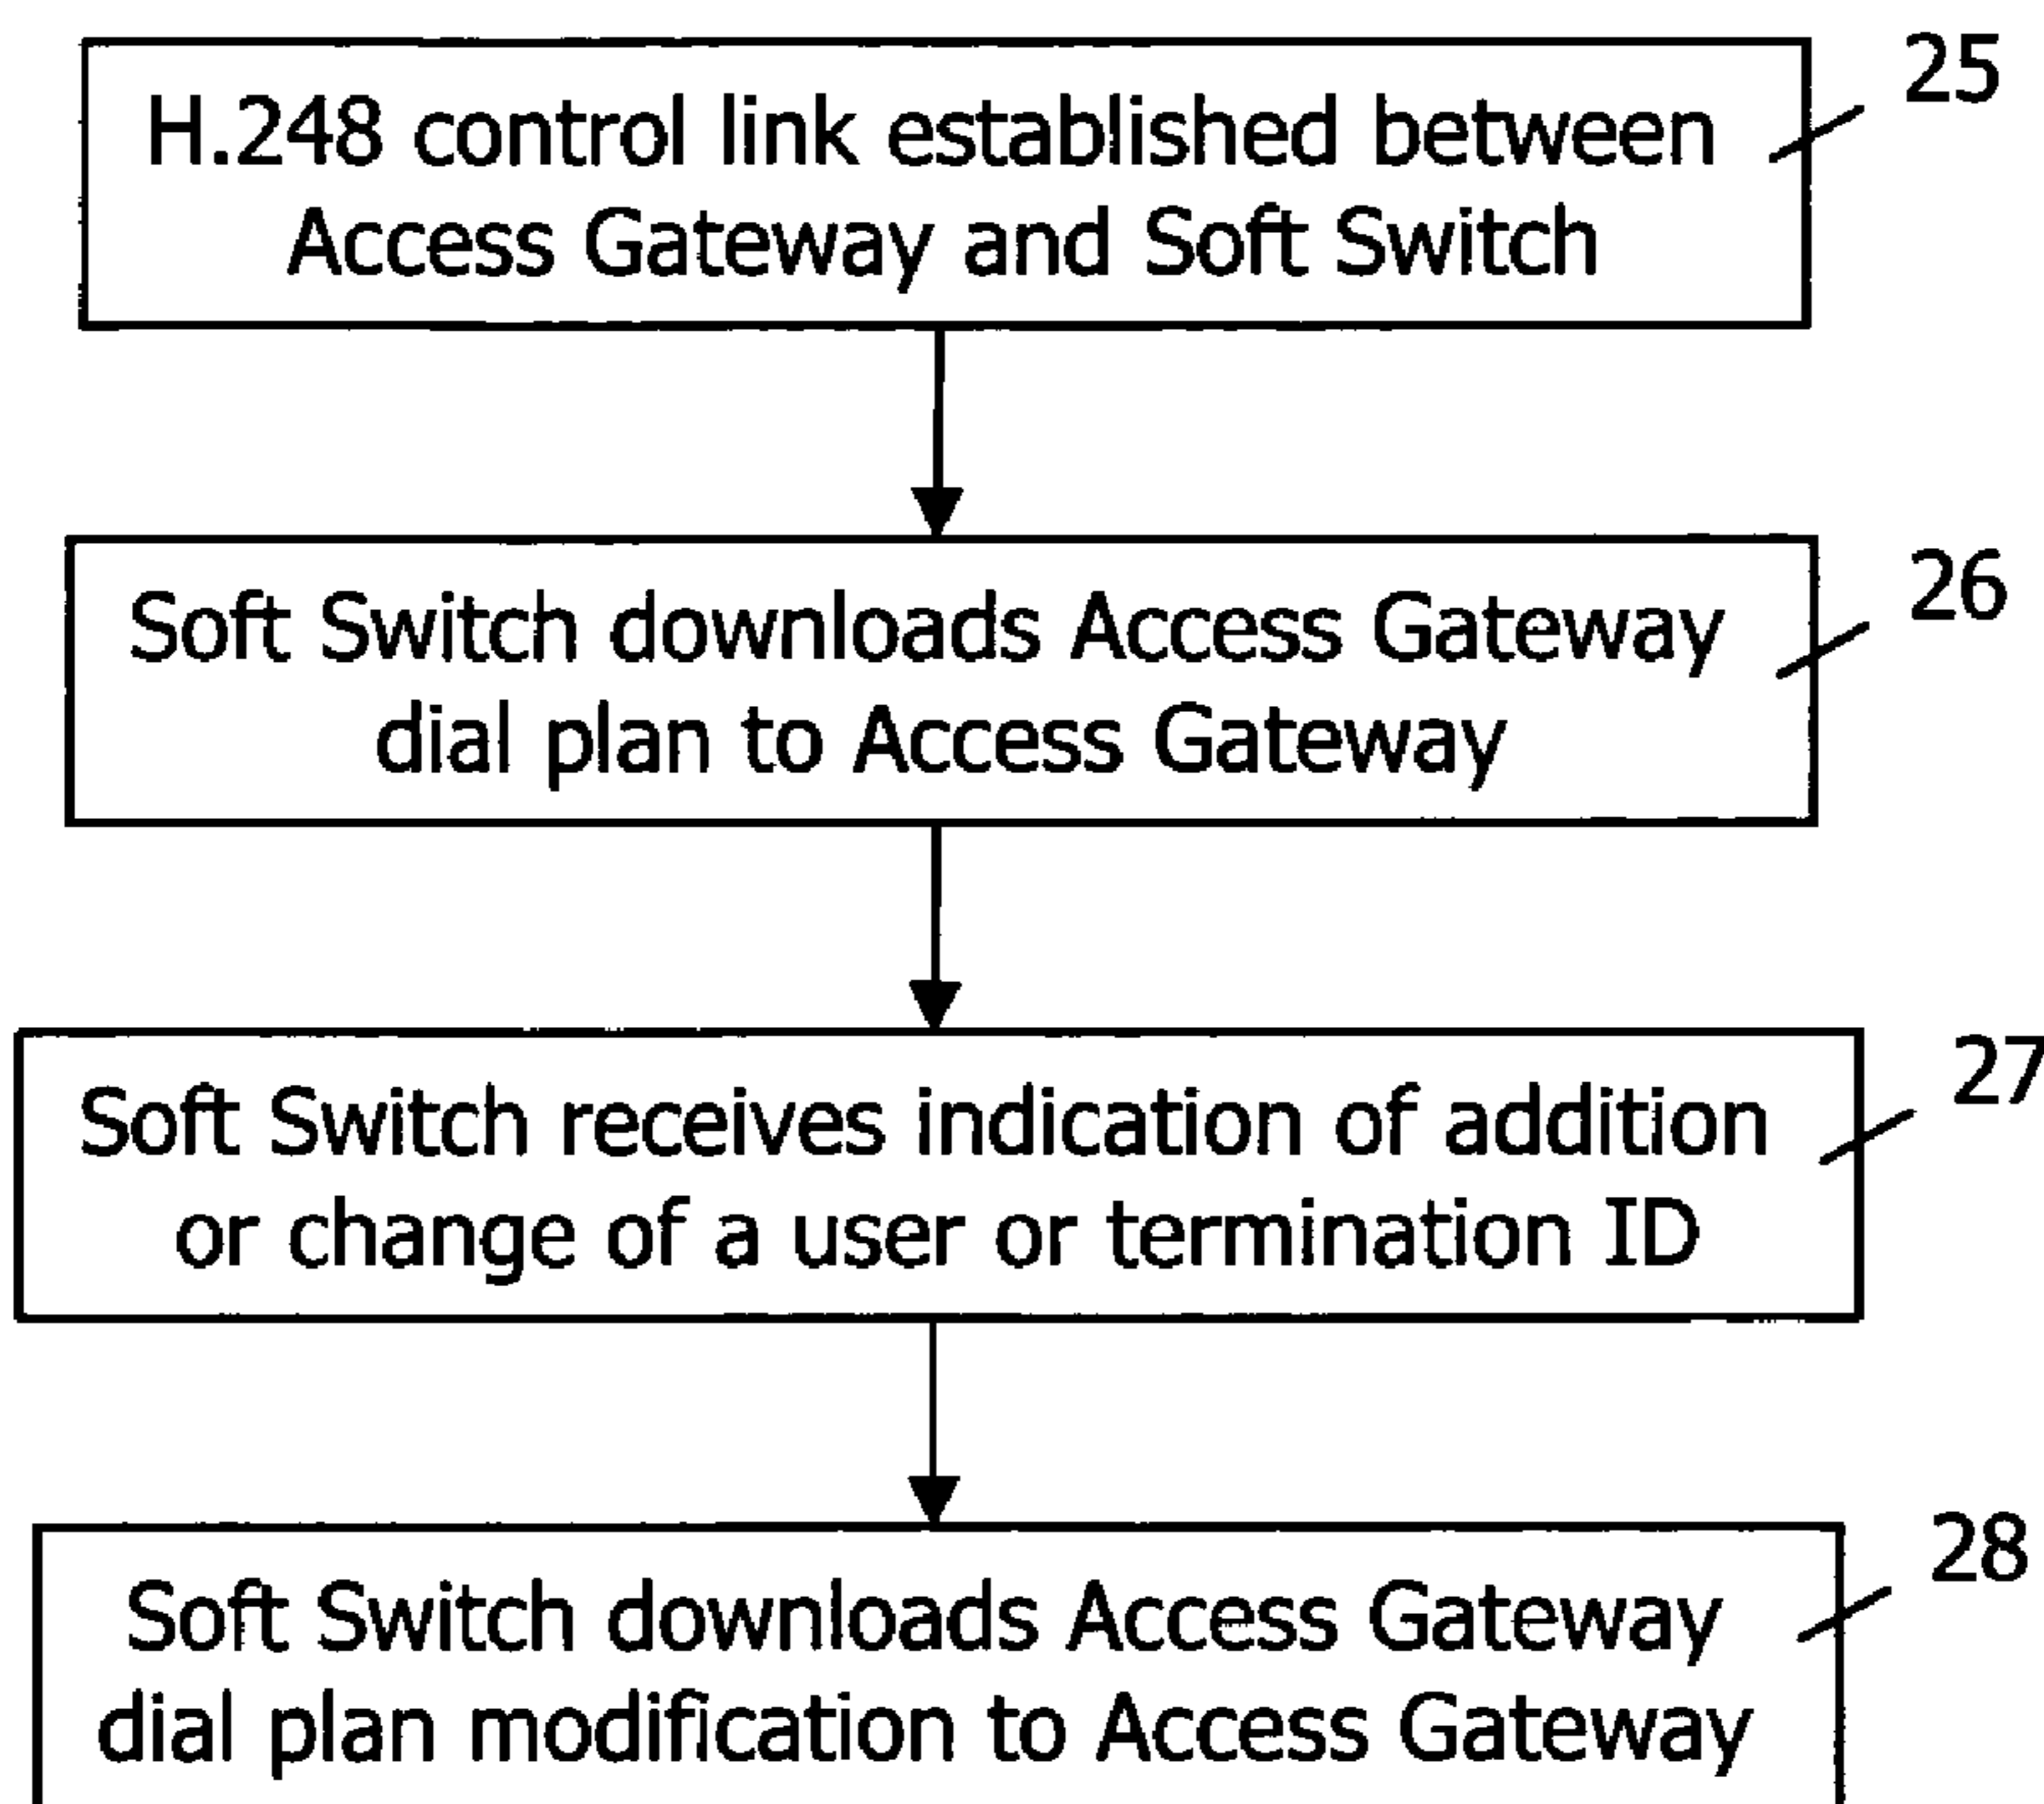 25
H.248 control link established between
Access Gateway and Soft Switch
26
Soft Switch downloads Access Gateway
dial plan to Access Gateway
27
Soft Switch receives indication of addition
or change of a user or termination ID
28
Soft Switch downloads Access Gateway
dial plan modification to Access Gateway